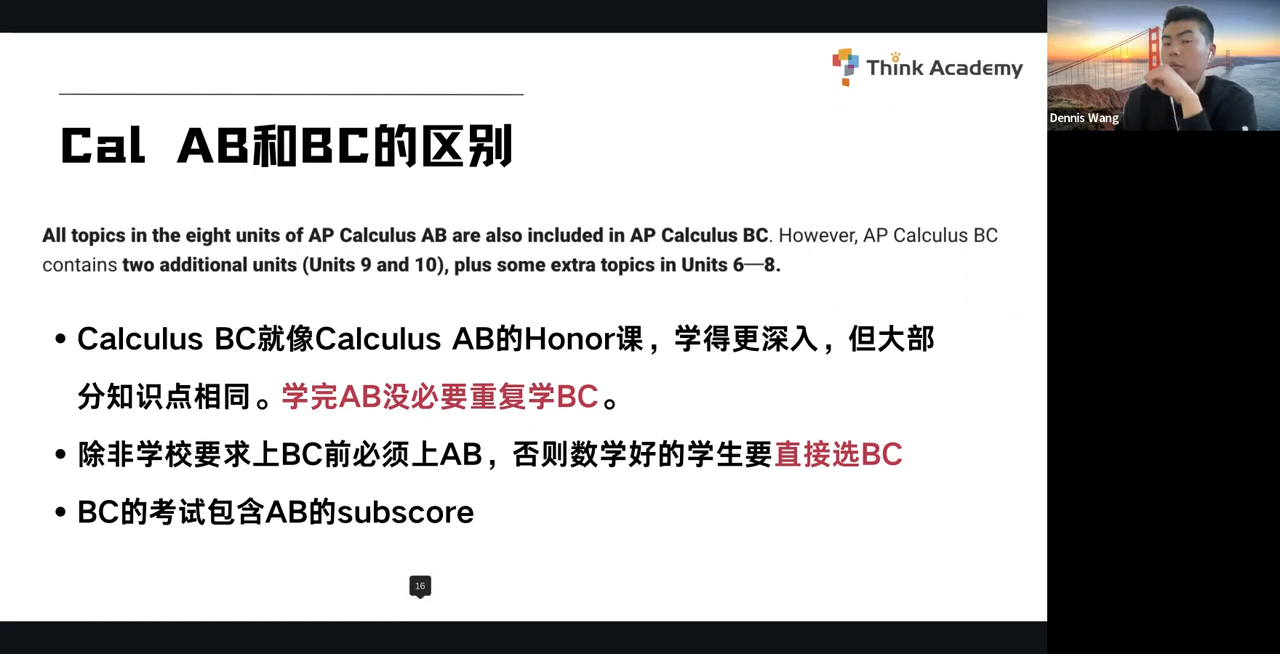 Think Academy
Dennis Wang
Cal AB和BC的区别
All topics in the eight units of AP Calculus AB are also included in AP Calculus BC. However, AP Calculus BC
contains two additional units (Units 9 and 10), plus some extra topics in Units 6—8.
• Calculus BC就像Calculus AB的Honor课，学得更深入，但大部
分知识点相同。学完AB没必要重复学BC。
• 除非学校要求上BC前必须上AB，否则数学好的学生要直接选BC
• BC的考试包含AB的subscore
16